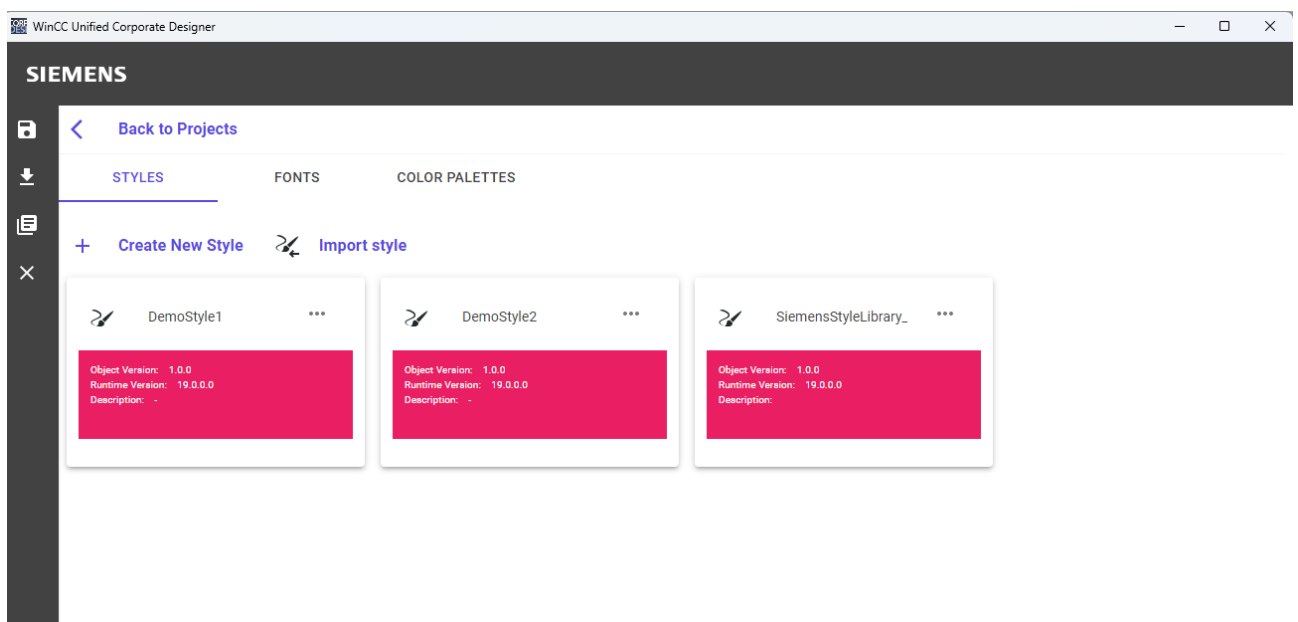 WinCC Unified Corporate Designer
SIEMENS
Back to Projects
STYLES FONTS COLOR PALETTES
Create New Style Import style
DemoStyle1 DemoStyle2 SiemensStyleLibrary_
Object Version: 1.0.0 Object Version: 1.0.0 Object Version: 1.0.0
Runtime Version: 19.0.0.0 Runtime Version: 19.0.0.0 Runtime Version: 19.0.0.0
Description: - Description: - Description: